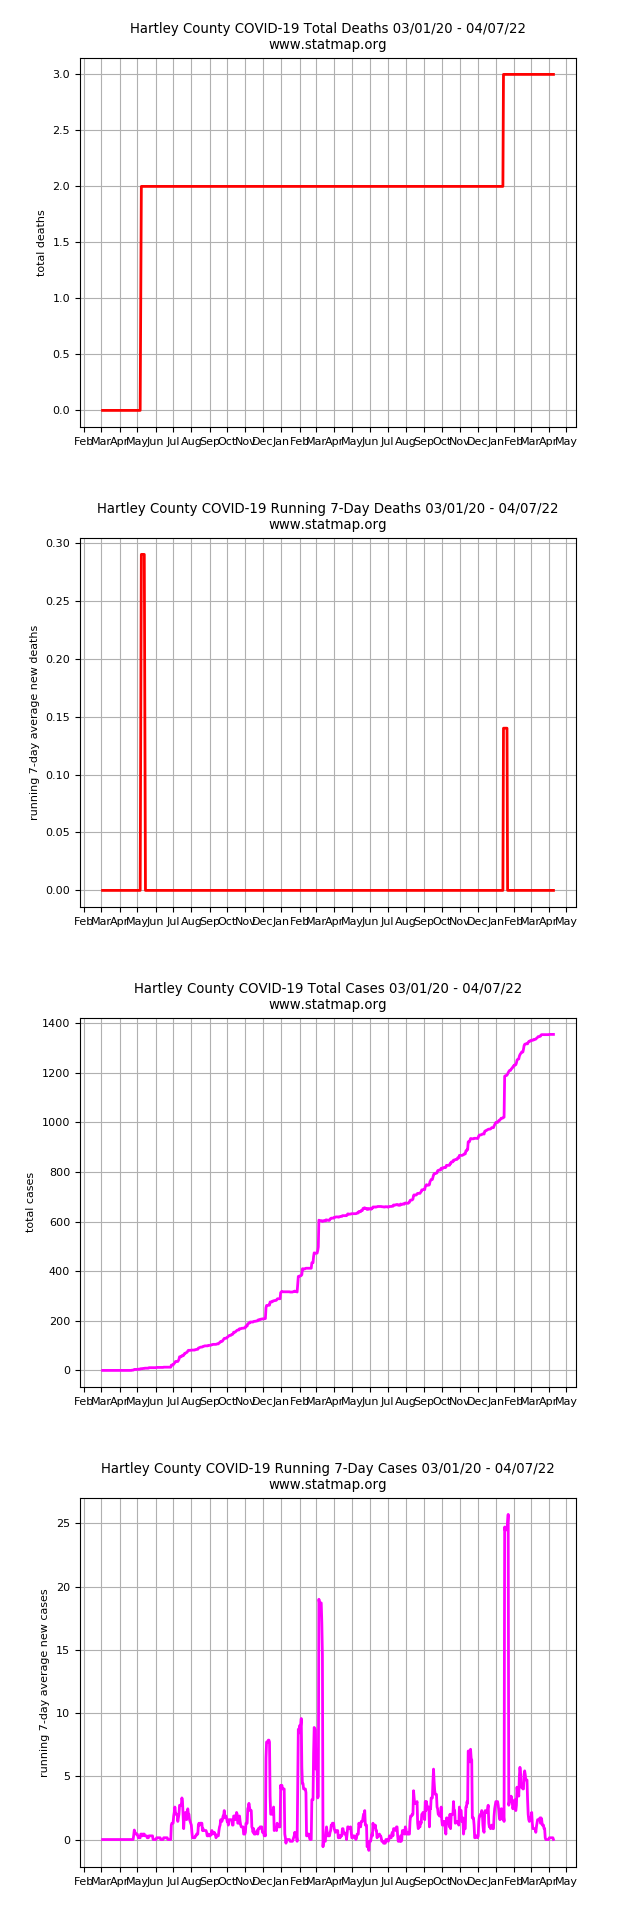 Hartley County COVID-19 Total Deaths 03/01/20 - 04/07/22
www.statmap.org
3.0
2.5
2.0
1.5
1.0
0.5
0.0
total deaths
Feb Mar Apr May Jun Jul Aug Sep Oct Nov Dec Jan Feb Mar Apr May Jun Jul Aug Sep Oct Nov Dec Jan Feb Mar Apr May
Hartley County COVID-19 Running 7-Day Deaths 03/01/20 - 04/07/22
www.statmap.org
0.30
0.25
0.20
0.15
0.10
0.05
0.00
running 7-day average new deaths
Feb Mar Apr May Jun Jul Aug Sep Oct Nov Dec Jan Feb Mar Apr May Jun Jul Aug Sep Oct Nov Dec Jan Feb Mar Apr May
Hartley County COVID-19 Total Cases 03/01/20 - 04/07/22
www.statmap.org
1400
1200
1000
800
600
400
200
0
total cases
Feb Mar Apr May Jun Jul Aug Sep Oct Nov Dec Jan Feb Mar Apr May Jun Jul Aug Sep Oct Nov Dec Jan Feb Mar Apr May
Hartley County COVID-19 Running 7-Day Cases 03/01/20 - 04/07/22
www.statmap.org
25
20
15
10
5
0
running 7-day average new cases
Feb Mar Apr May Jun Jul Aug Sep Oct Nov Dec Jan Feb Mar Apr May Jun Jul Aug Sep Oct Nov Dec Jan Feb Mar Apr May